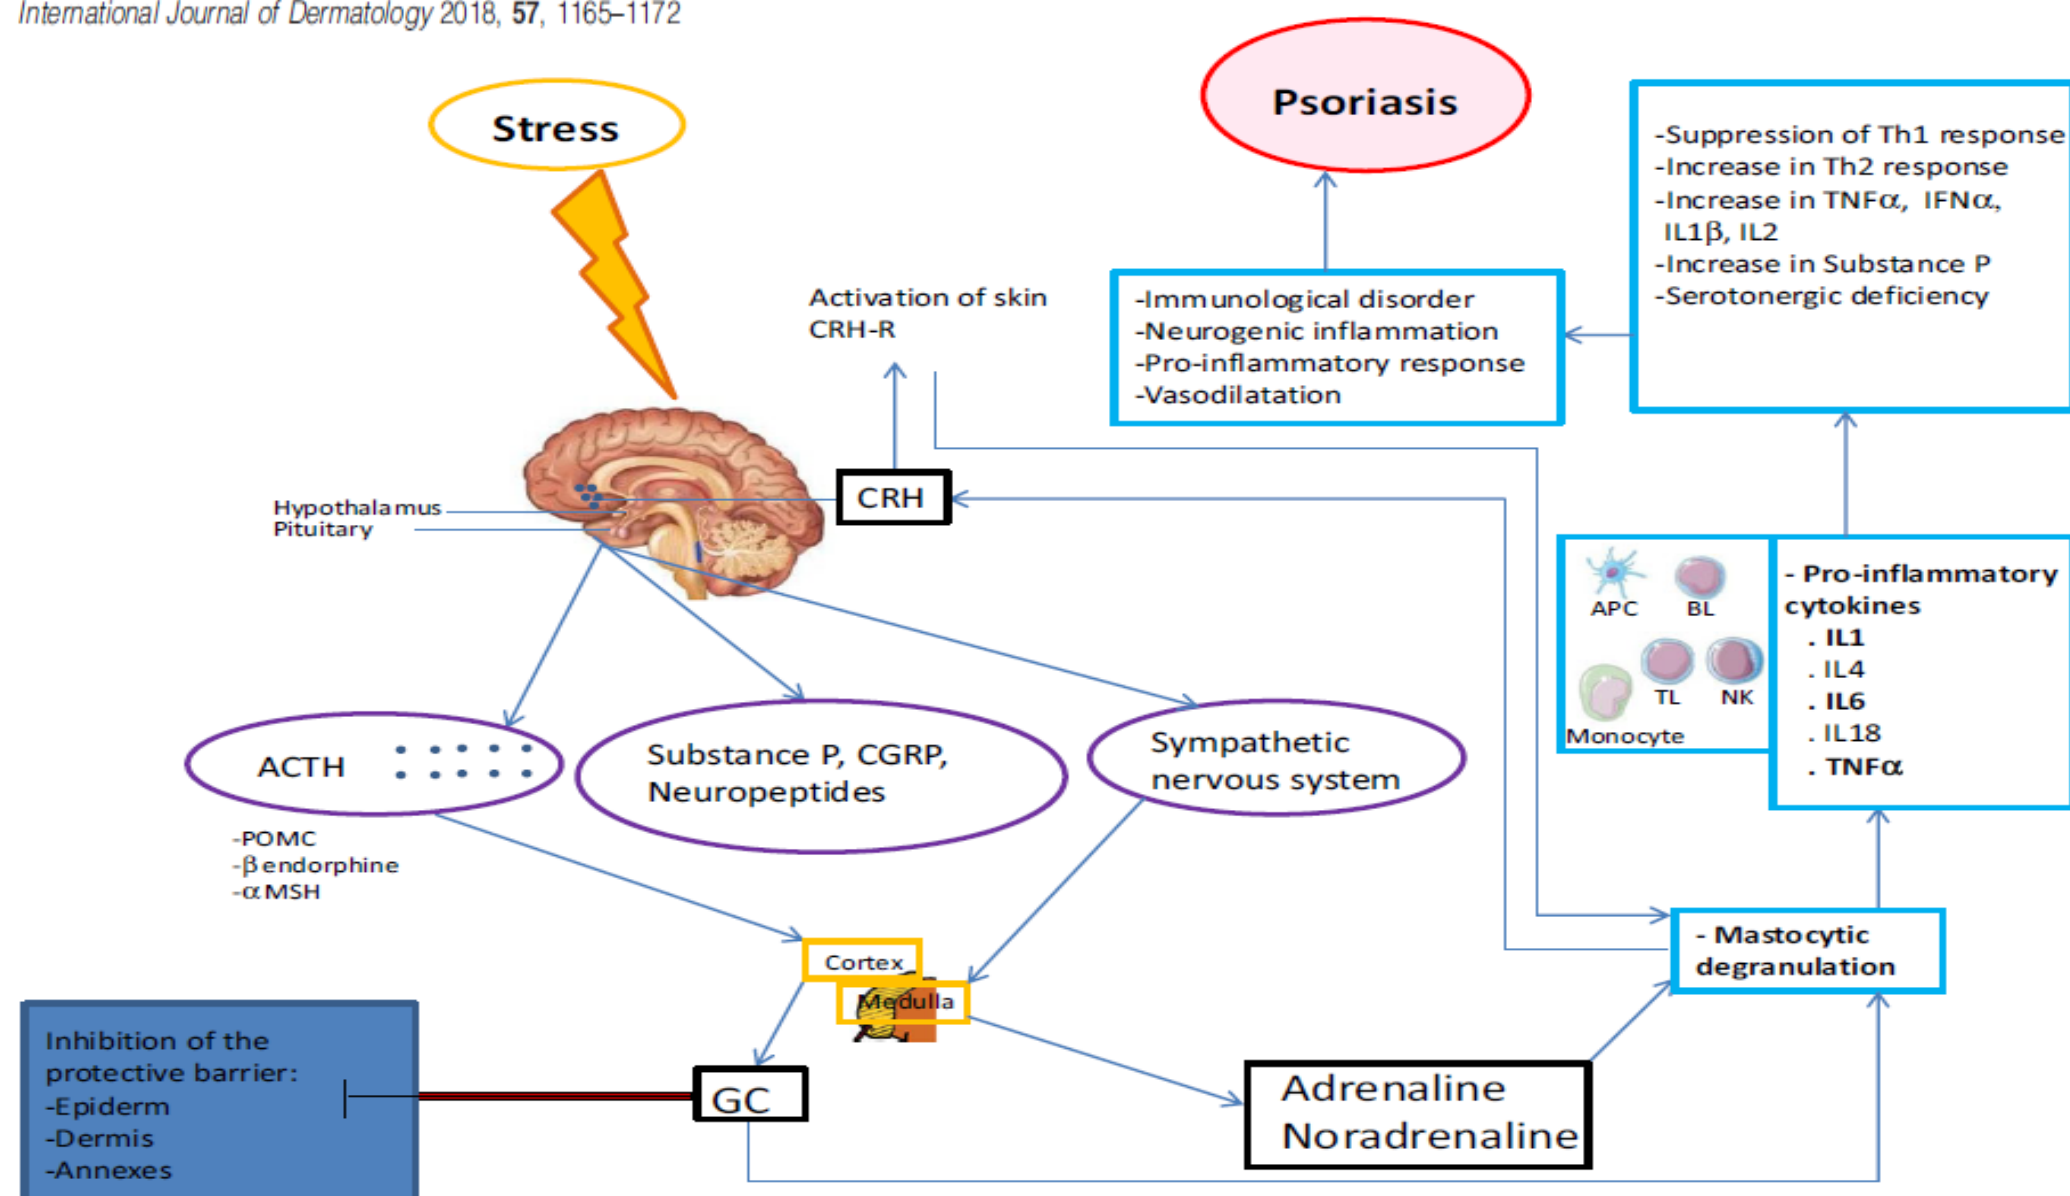 International Journal of Dermatology 2018, 57, 1165–1172
Stress
Psoriasis
-Suppression of Th1 response
-Increase in Th2 response
-Increase in TNFα, IFNα,
IL1β, IL2
-Increase in Substance P
-Serotonergic deficiency
Activation of skin
CRH-R
-Immunological disorder
-Neurogenic inflammation
-Pro-inflammatory response
-Vasodilatation
CRH
Hypothalamus
Pituitary
APC
BL
TL
NK
Monocyte
- Pro-inflammatory
cytokines
. IL1
. IL4
. IL6
. IL18
. TNFα
ACTH
Substance P, CGRP,
Neuropeptides
Sympathetic
nervous system
-POMC
-β endorphine
-α MSH
Cortex
Medulla
- Mastocytic
degranulation
Inhibition of the
protective barrier:
-Epiderm
-Dermis
-Annexes
GC
Adrenaline
Noradrenaline